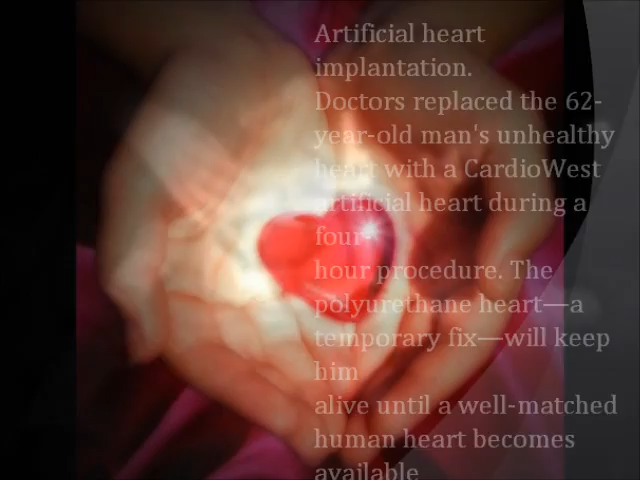 Artificial heart
implantation.
Doctors replaced the 62-
year-old man's unhealthy
heart with a CardioWest
artificial heart during a
four-
hour procedure. The
polyurethane heart—a
temporary fix—will keep
him
alive until a well-matched
human heart becomes
available